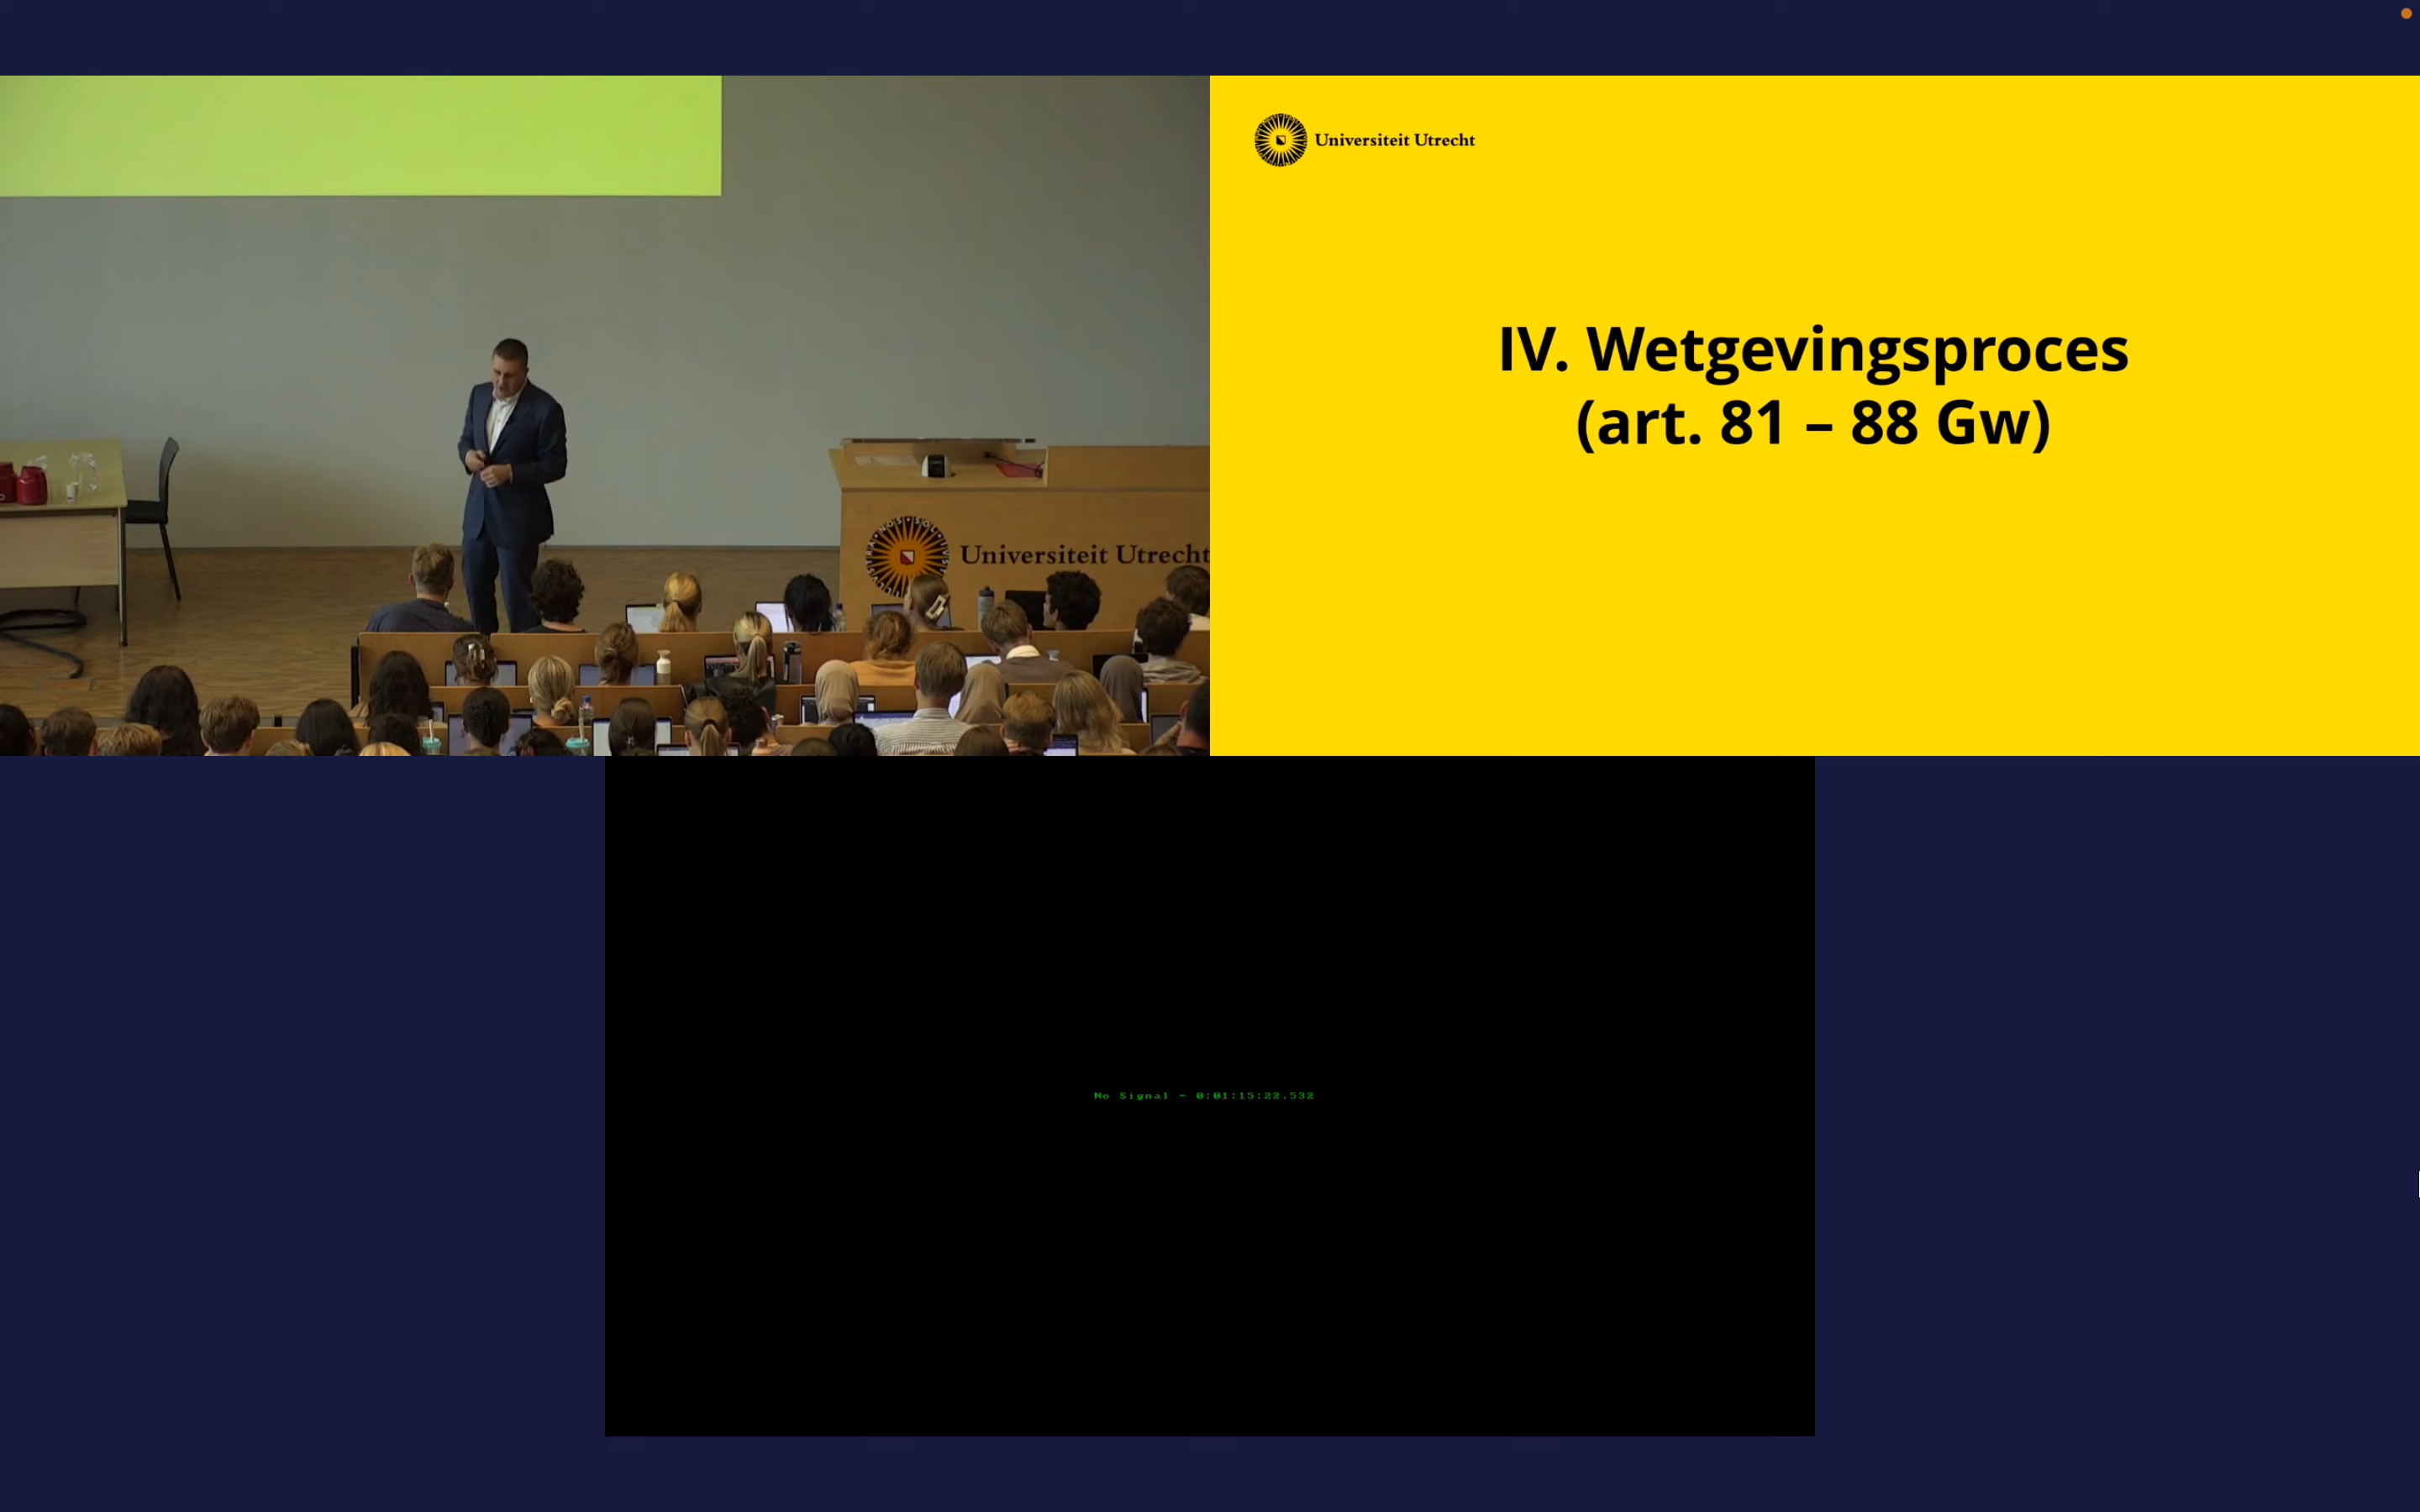 Universiteit Utrecht
IV. Wetgevingsproces
(art. 81 – 88 Gw)
Universiteit Utrecht
No Signal - 0:01:15:22.532